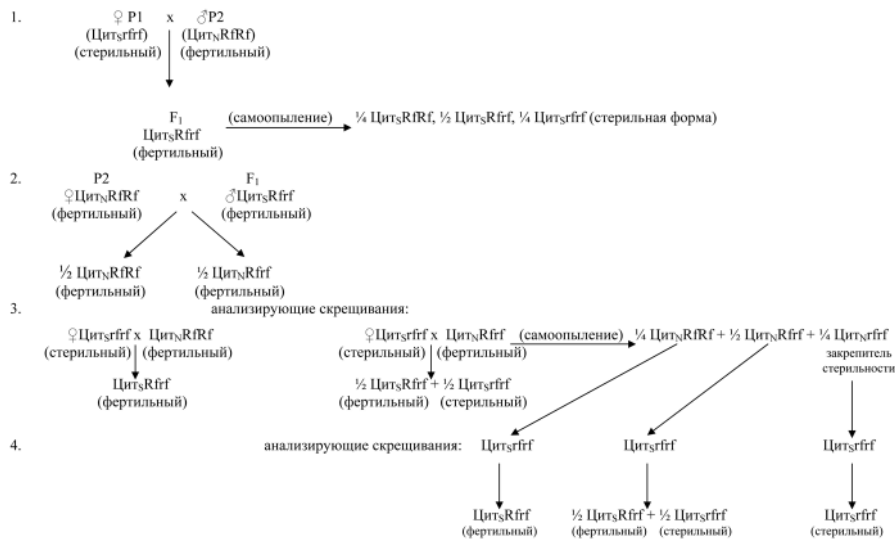 1. ♀ P1 x ♂P2
(ЦитSrfrf) (ЦитNRfRf)
(стерильный) (фертильный)
F1 (самоопыление) ¼ ЦитSRfRf, ½ ЦитSRfrf, ¼ ЦитSrfrf (стерильная форма)
ЦитSRfrf
(фертильный)
2. P2 F1
♀ЦитNRfRf x ♂ЦитSRfrf
(фертильный) (фертильный)
½ ЦитNRfRf ½ ЦитNRfrf
(фертильный) (фертильный)
3. анализирующие скрещивания:
♀ЦитSrfrf x ЦитNRfRf ♀ЦитSrfrf x ЦитNRfrf (самоопыление) ¼ ЦитNRfRf + ½ ЦитNRfrf + ¼ ЦитNrfrf
(стерильный) (фертильный) (стерильный) (фертильный) закрепитель
стерильности
ЦитSRfrf ½ ЦитSRfrf + ½ ЦитSrfrf
(фертильный) (фертильный) (стерильный)
4. анализирующие скрещивания: ЦитSrfrf ЦитSrfrf ЦитSrfrf
ЦитSRfrf ½ ЦитSRfrf + ½ ЦитSrfrf ЦитSrfrf
(фертильный) (фертильный) (стерильный) (стерильный)